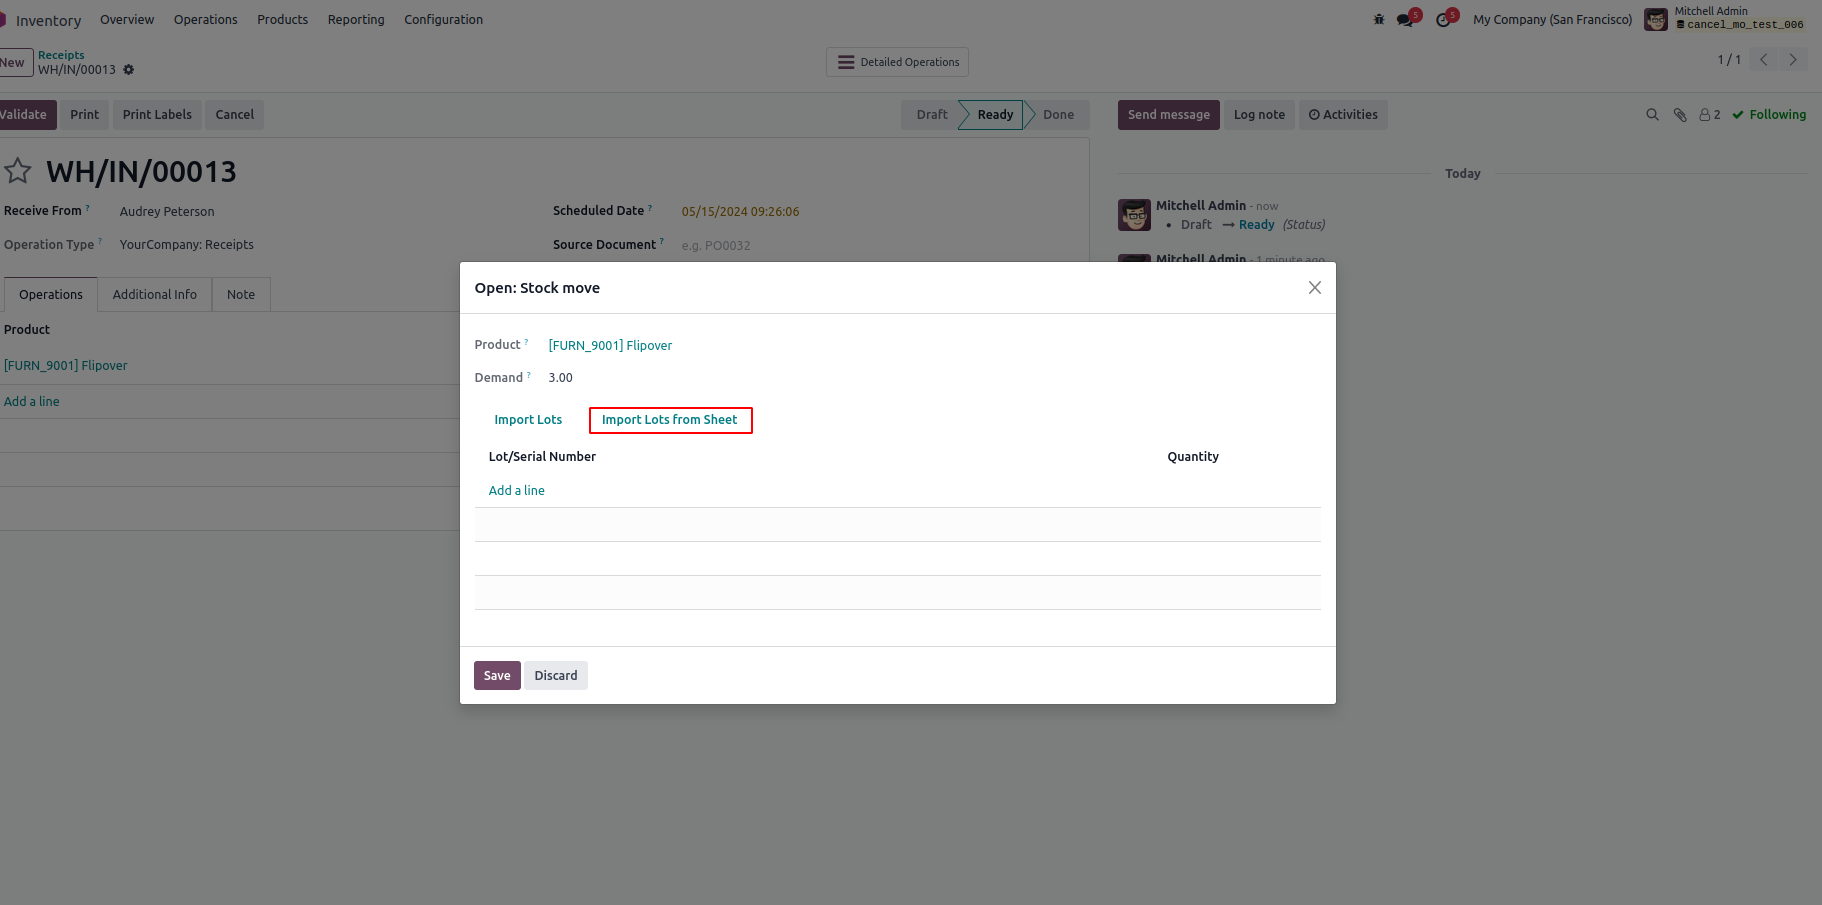 Inventory Overview Operations Products Reporting Configuration 5 5 My Company (San Francisco) Mitchell Admin
cancel_mo_test_006
New Receipts
WH/IN/00013
Detailed Operations
1 / 1
Validate Print Print Labels Cancel Draft Ready Done Send message Log note Activities 2 Following
WH/IN/00013
Today
Receive From ? Audrey Peterson Scheduled Date ? 05/15/2024 09:26:06
Mitchell Admin - now
Draft → Ready (Status)
Operation Type ? YourCompany: Receipts Source Document ? e.g. PO0032
Mitchell Admin - 1 minute ago
Operations Additional Info Note
Product
[FURN_9001] Flipover
Add a line
Open: Stock move
Product ? [FURN_9001] Flipover
Demand ? 3.00
Import Lots Import Lots from Sheet
Lot/Serial Number Quantity
Add a line
Save Discard